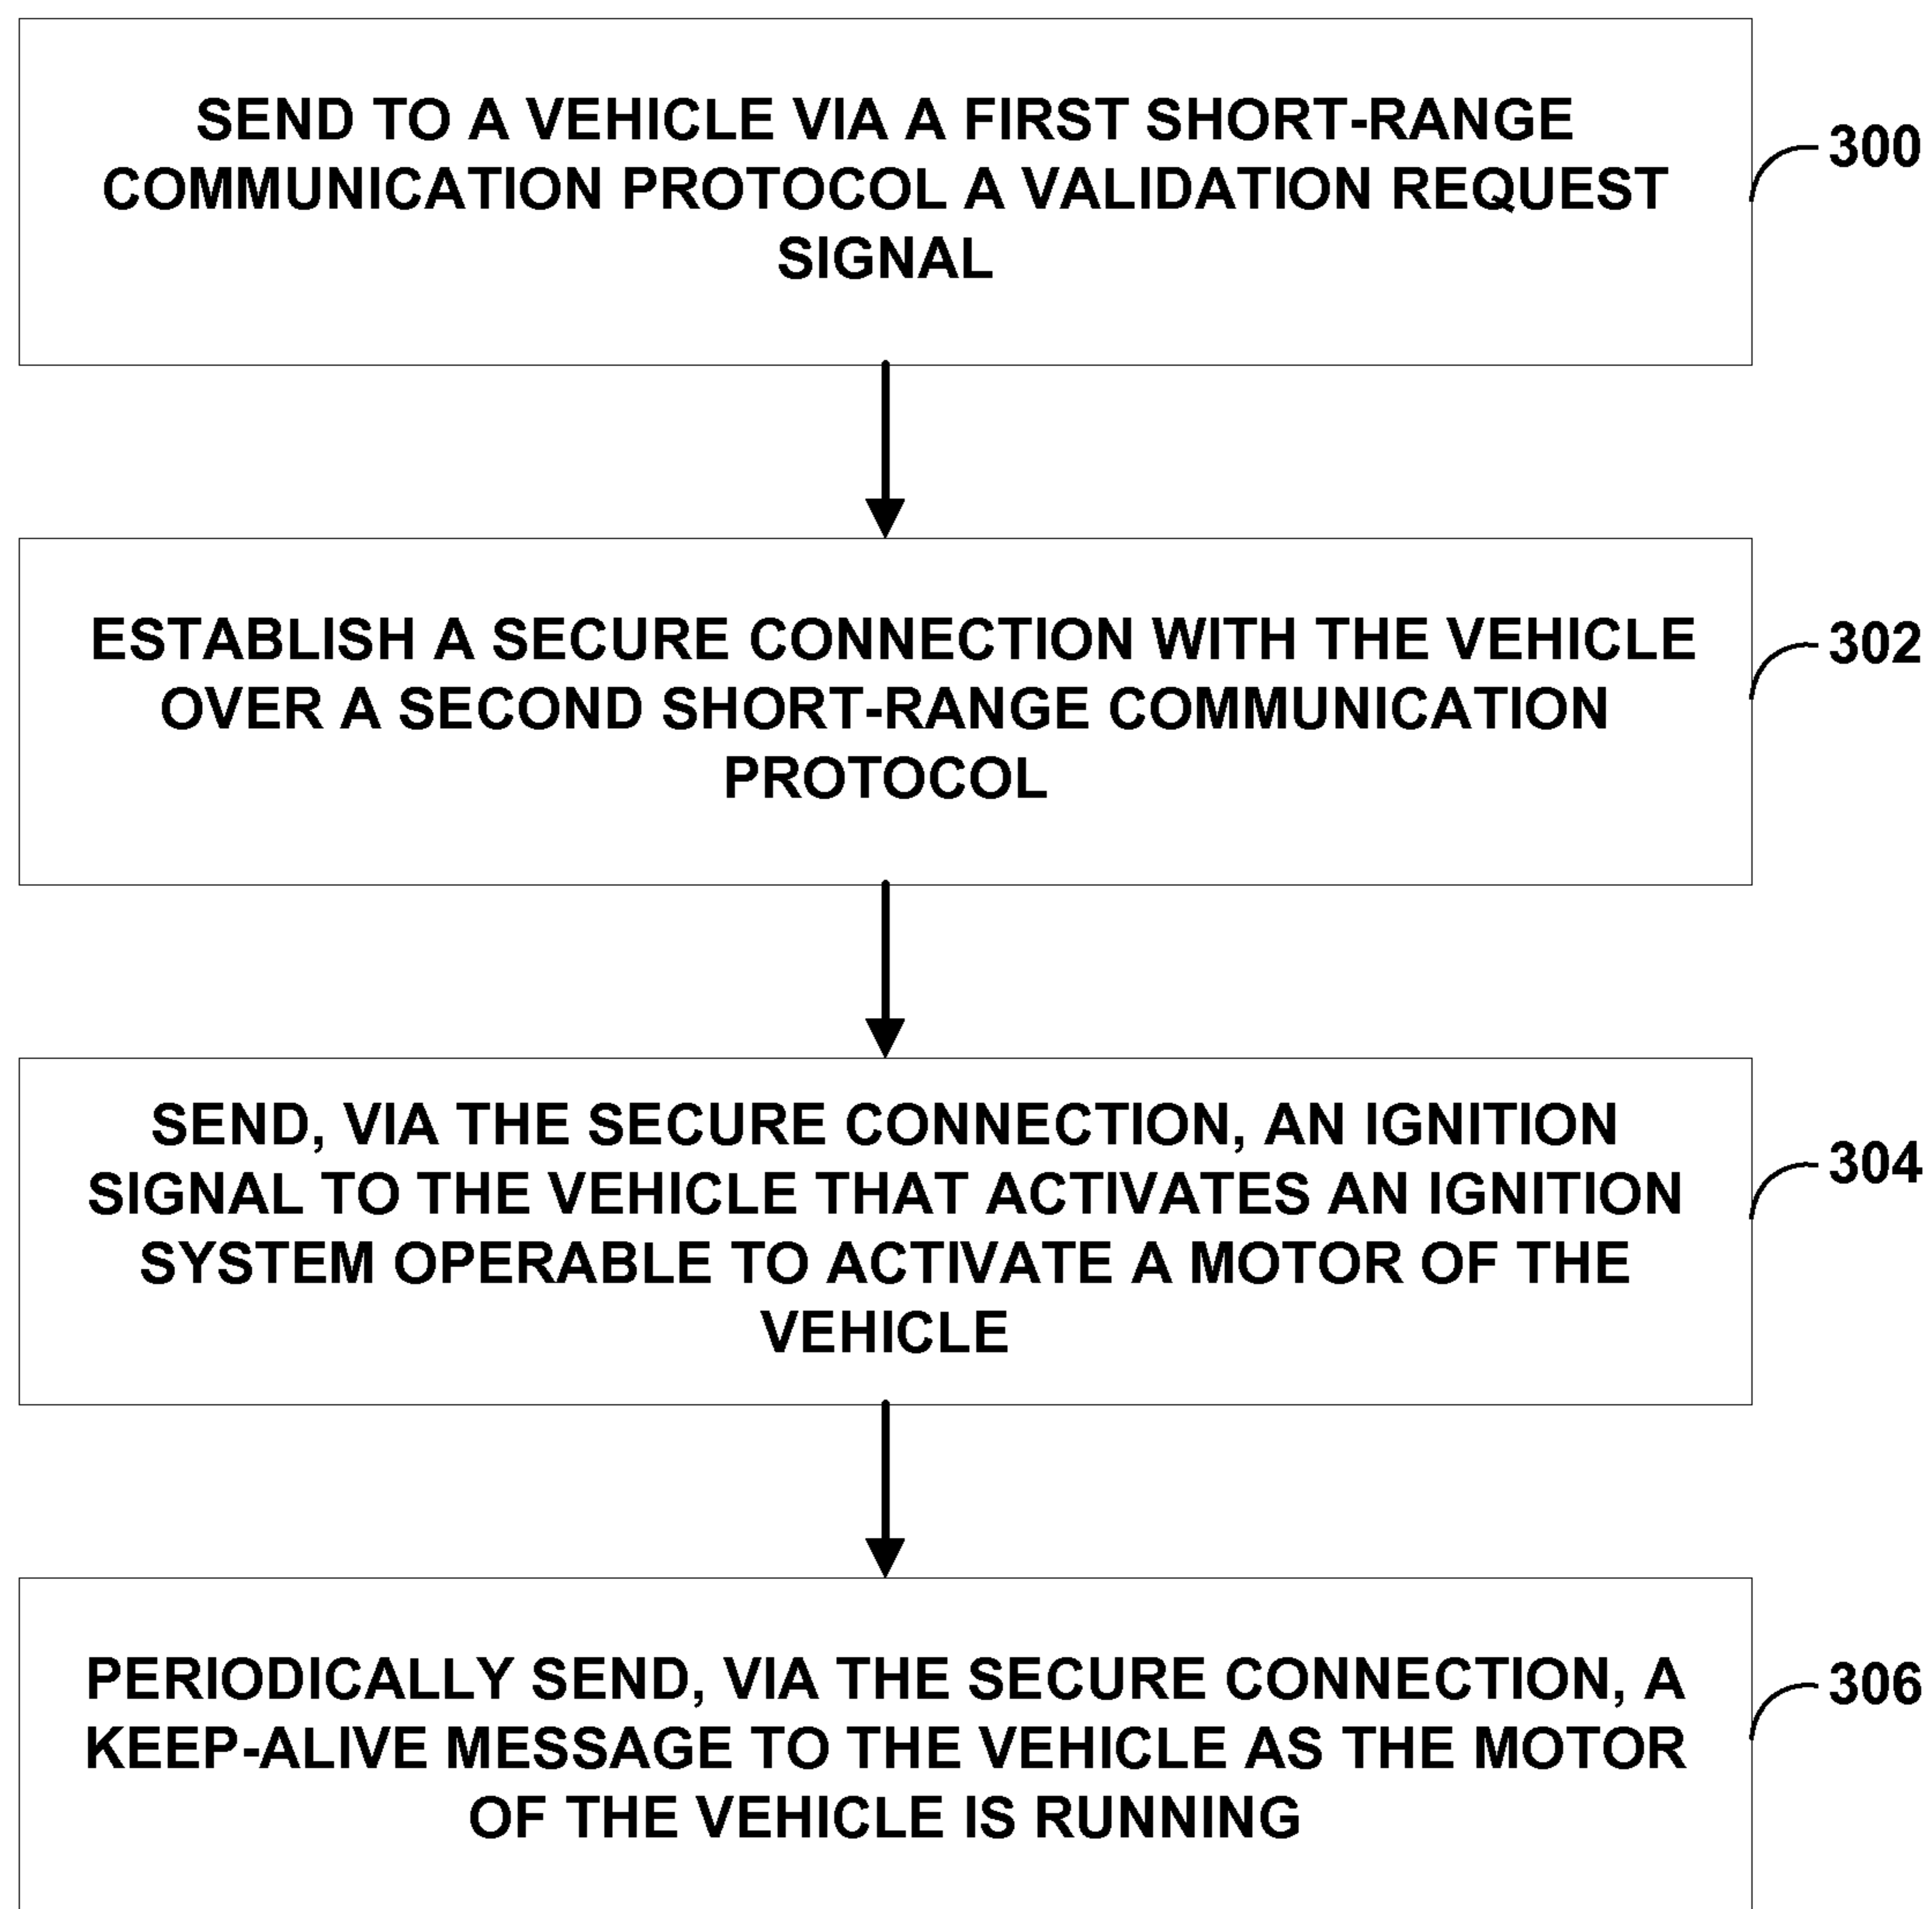 SEND TO A VEHICLE VIA A FIRST SHORT-RANGE
COMMUNICATION PROTOCOL A VALIDATION REQUEST
SIGNAL
300
ESTABLISH A SECURE CONNECTION WITH THE VEHICLE
OVER A SECOND SHORT-RANGE COMMUNICATION
PROTOCOL
302
SEND, VIA THE SECURE CONNECTION, AN IGNITION
SIGNAL TO THE VEHICLE THAT ACTIVATES AN IGNITION
SYSTEM OPERABLE TO ACTIVATE A MOTOR OF THE
VEHICLE
304
PERIODICALLY SEND, VIA THE SECURE CONNECTION, A
KEEP-ALIVE MESSAGE TO THE VEHICLE AS THE MOTOR
OF THE VEHICLE IS RUNNING
306